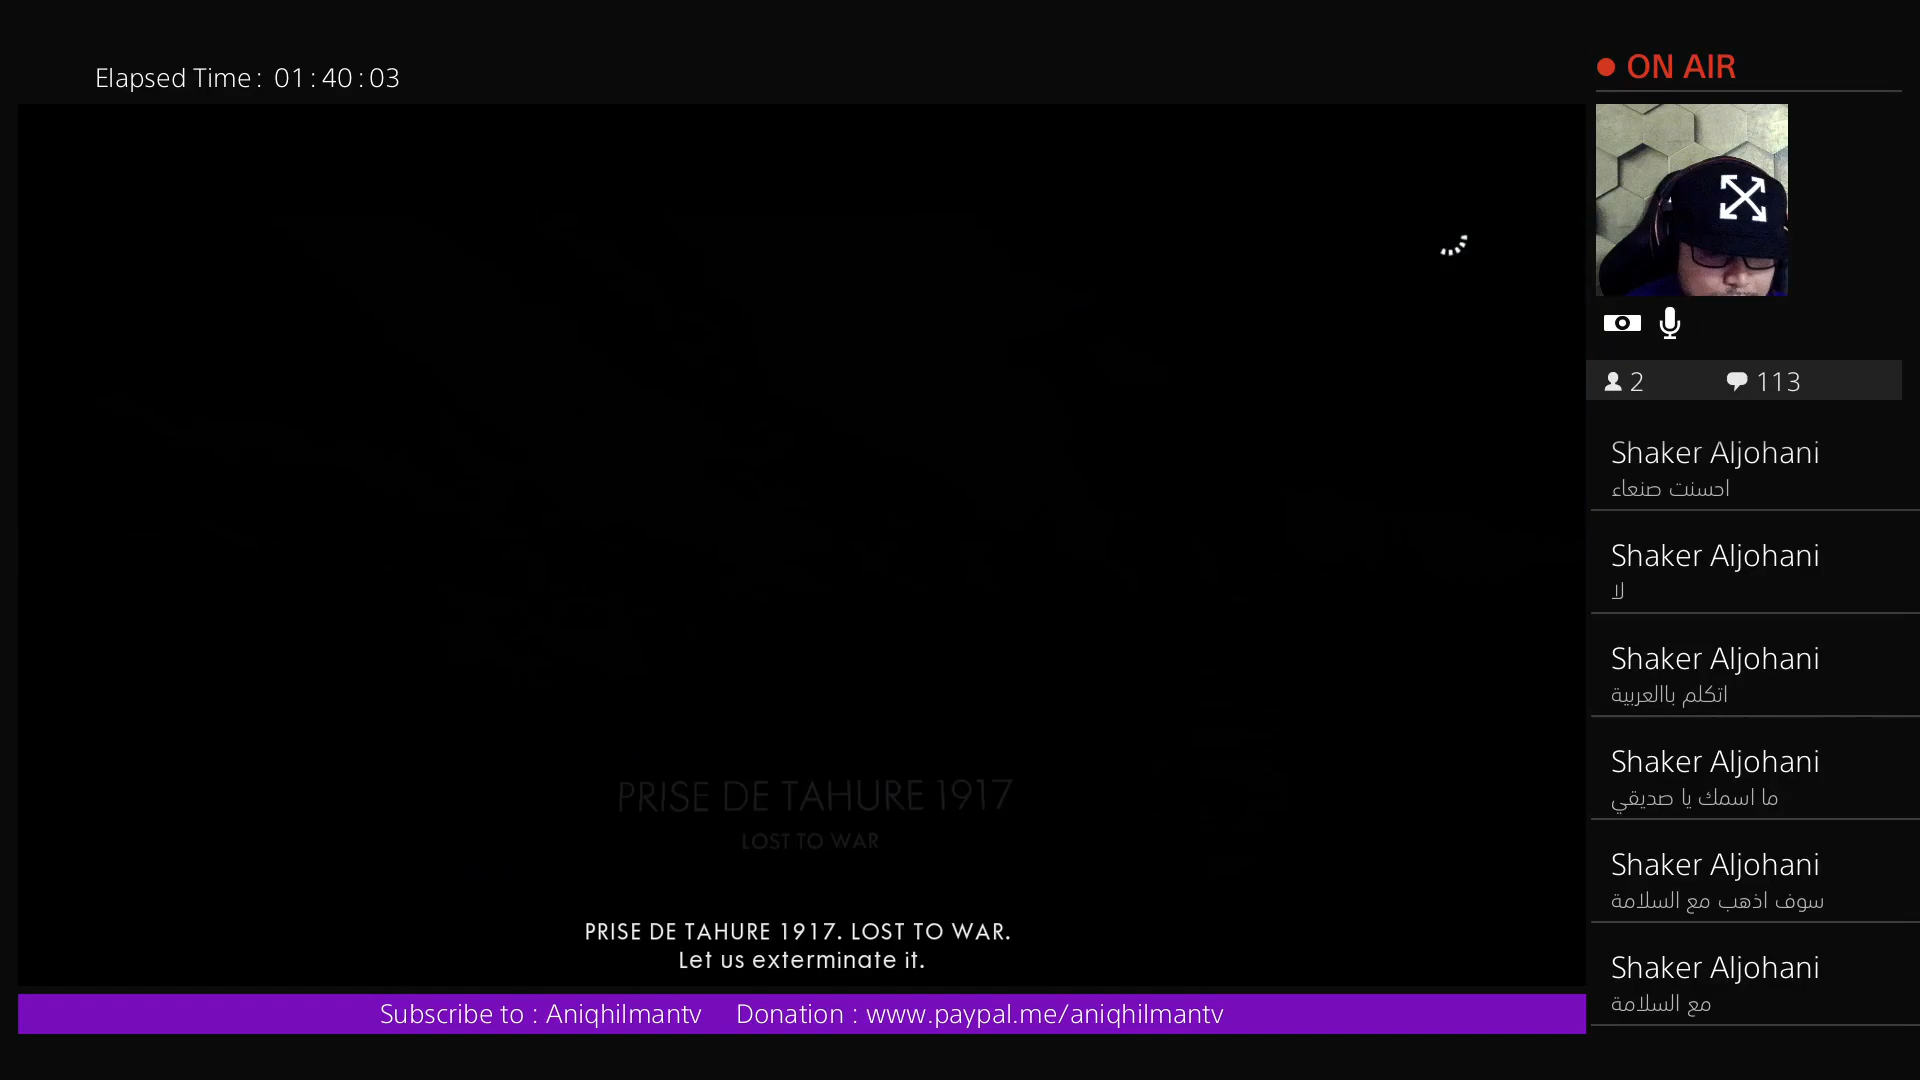 Elapsed Time: 01:40:03
ON AIR
2
113
Shaker Aljohani
احسنت صنعاء
Shaker Aljohani
لا
Shaker Aljohani
اتكلم باالعربية
Shaker Aljohani
ما اسمك يا صديقي
Shaker Aljohani
سوف اذهب مع السلامة
Shaker Aljohani
مع السلامة
PRISE DE TAHURE 1917
LOST TO WAR
PRISE DE TAHURE 1917. LOST TO WAR.
Let us exterminate it.
Subscribe to : Aniqhilmantv Donation : www.paypal.me/aniqhilmantv